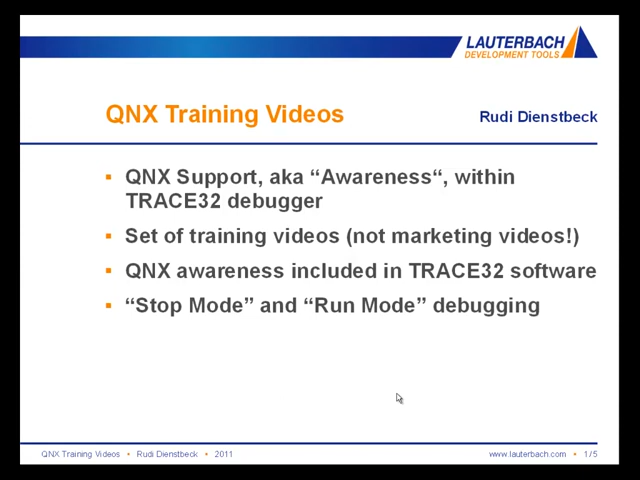 LAUTERBACH
DEVELOPMENT TOOLS
QNX Training Videos
Rudi Dienstbeck
▪ QNX Support, aka “Awareness“, within
TRACE32 debugger
▪ Set of training videos (not marketing videos!)
▪ QNX awareness included in TRACE32 software
▪ “Stop Mode” and “Run Mode” debugging
QNX Training Videos • Rudi Dienstbeck • 2011
www.lauterbach.com • 1/5